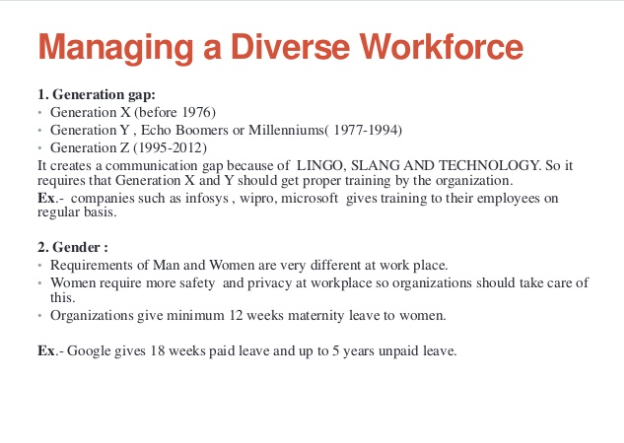 Managing a Diverse Workforce
1. Generation gap:
• Generation X (before 1976)
• Generation Y , Echo Boomers or Millenniums( 1977-1994)
• Generation Z (1995-2012)
It creates a communication gap because of LINGO, SLANG AND TECHNOLOGY. So it
requires that Generation X and Y should get proper training by the organization.
Ex.- companies such as infosys , wipro, microsoft gives training to their employees on
regular basis.
2. Gender :
• Requirements of Man and Women are very different at work place.
• Women require more safety and privacy at workplace so organizations should take care of
this.
• Organizations give minimum 12 weeks maternity leave to women.
Ex.- Google gives 18 weeks paid leave and up to 5 years unpaid leave.